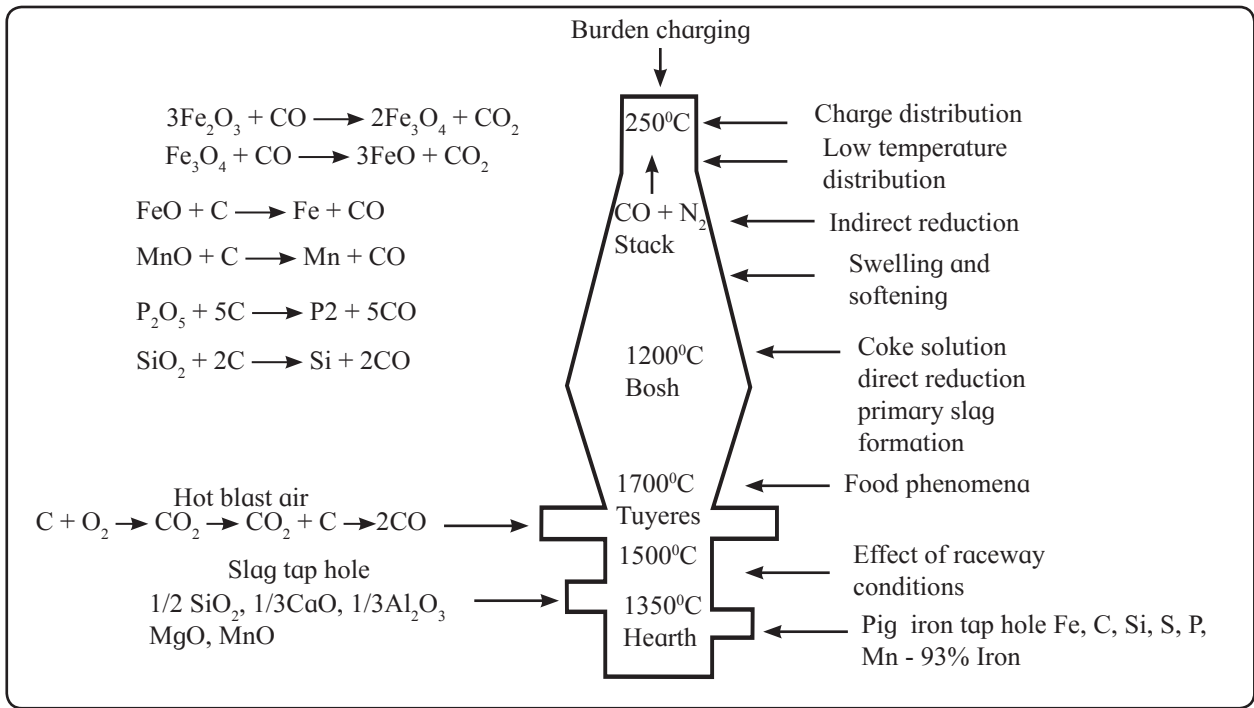 Burden charging
3Fe₂O₃ + CO → 2Fe₃O₄ + CO₂
Fe₃O₄ + CO → 3FeO + CO₂
FeO + C → Fe + CO
MnO + C → Mn + CO
P₂O₅ + 5C → P2 + 5CO
SiO₂ + 2C → Si + 2CO
Hot blast air
C + O₂ → CO₂ → CO₂ + C → 2CO
Slag tap hole
1/2 SiO₂, 1/3CaO, 1/3Al₂O₃
MgO, MnO
250⁰C
CO + N₂
Stack
1200⁰C
Bosh
1700⁰C
Tuyeres
1500⁰C
1350⁰C
Hearth
Charge distribution
Low temperature
distribution
Indirect reduction
Swelling and
softening
Coke solution
direct reduction
primary slag
formation
Food phenomena
Effect of raceway
conditions
Pig iron tap hole Fe, C, Si, S, P,
Mn - 93% Iron